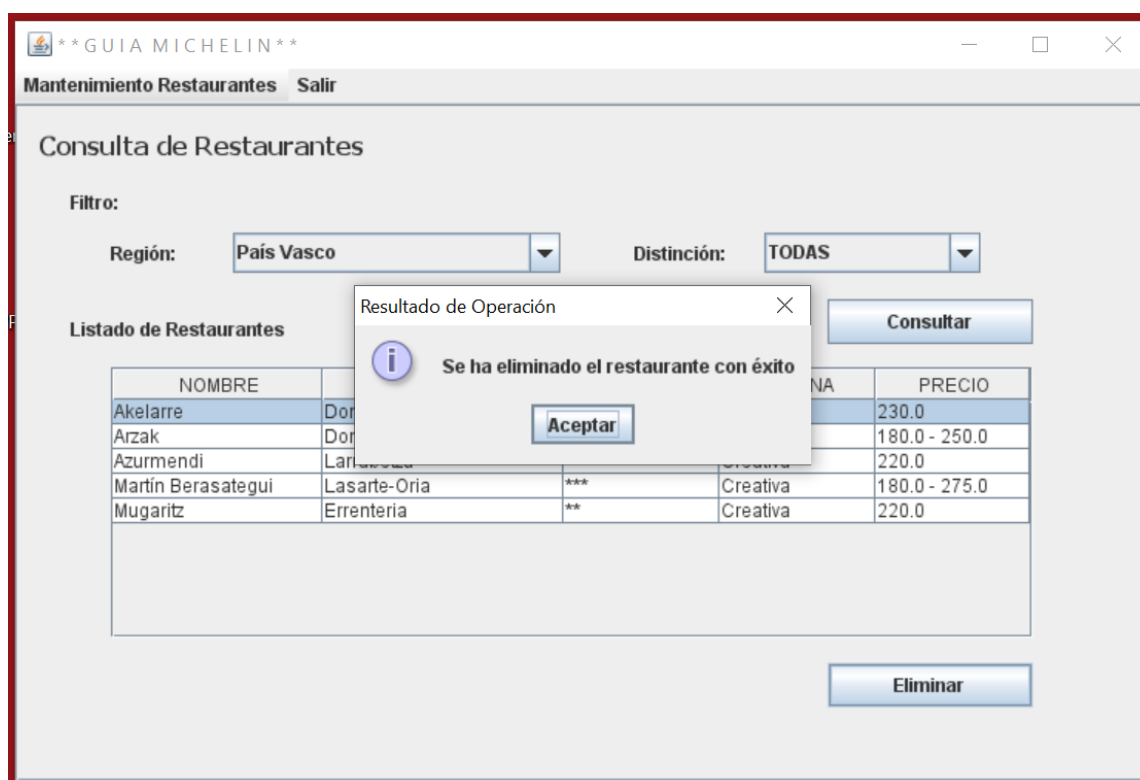 **GUIA MICHELIN**
Mantenimiento Restaurantes Salir
Consulta de Restaurantes
Filtro:
Región: País Vasco Distinción: TODAS
Resultado de Operación
Listado de Restaurantes Consultar
Se ha eliminado el restaurante con éxito
Aceptar
NOMBRE PRECIO
Akelarre 230.0
Arzak 180.0 - 250.0
Azurmendi 220.0
Martín Berasategui Lasarte-Oria *** Creativa 180.0 - 275.0
Mugaritz Errenteria ** Creativa 220.0
Eliminar